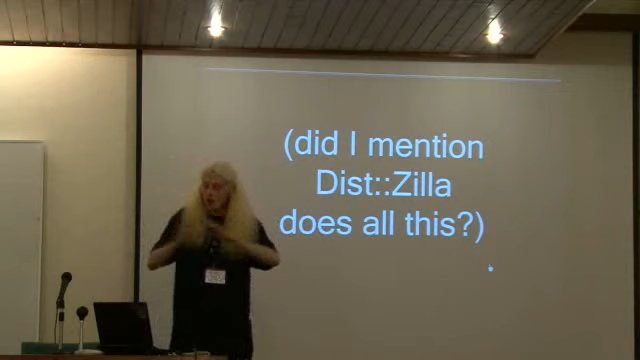 (did I mention
Dist::Zilla
does all this?)